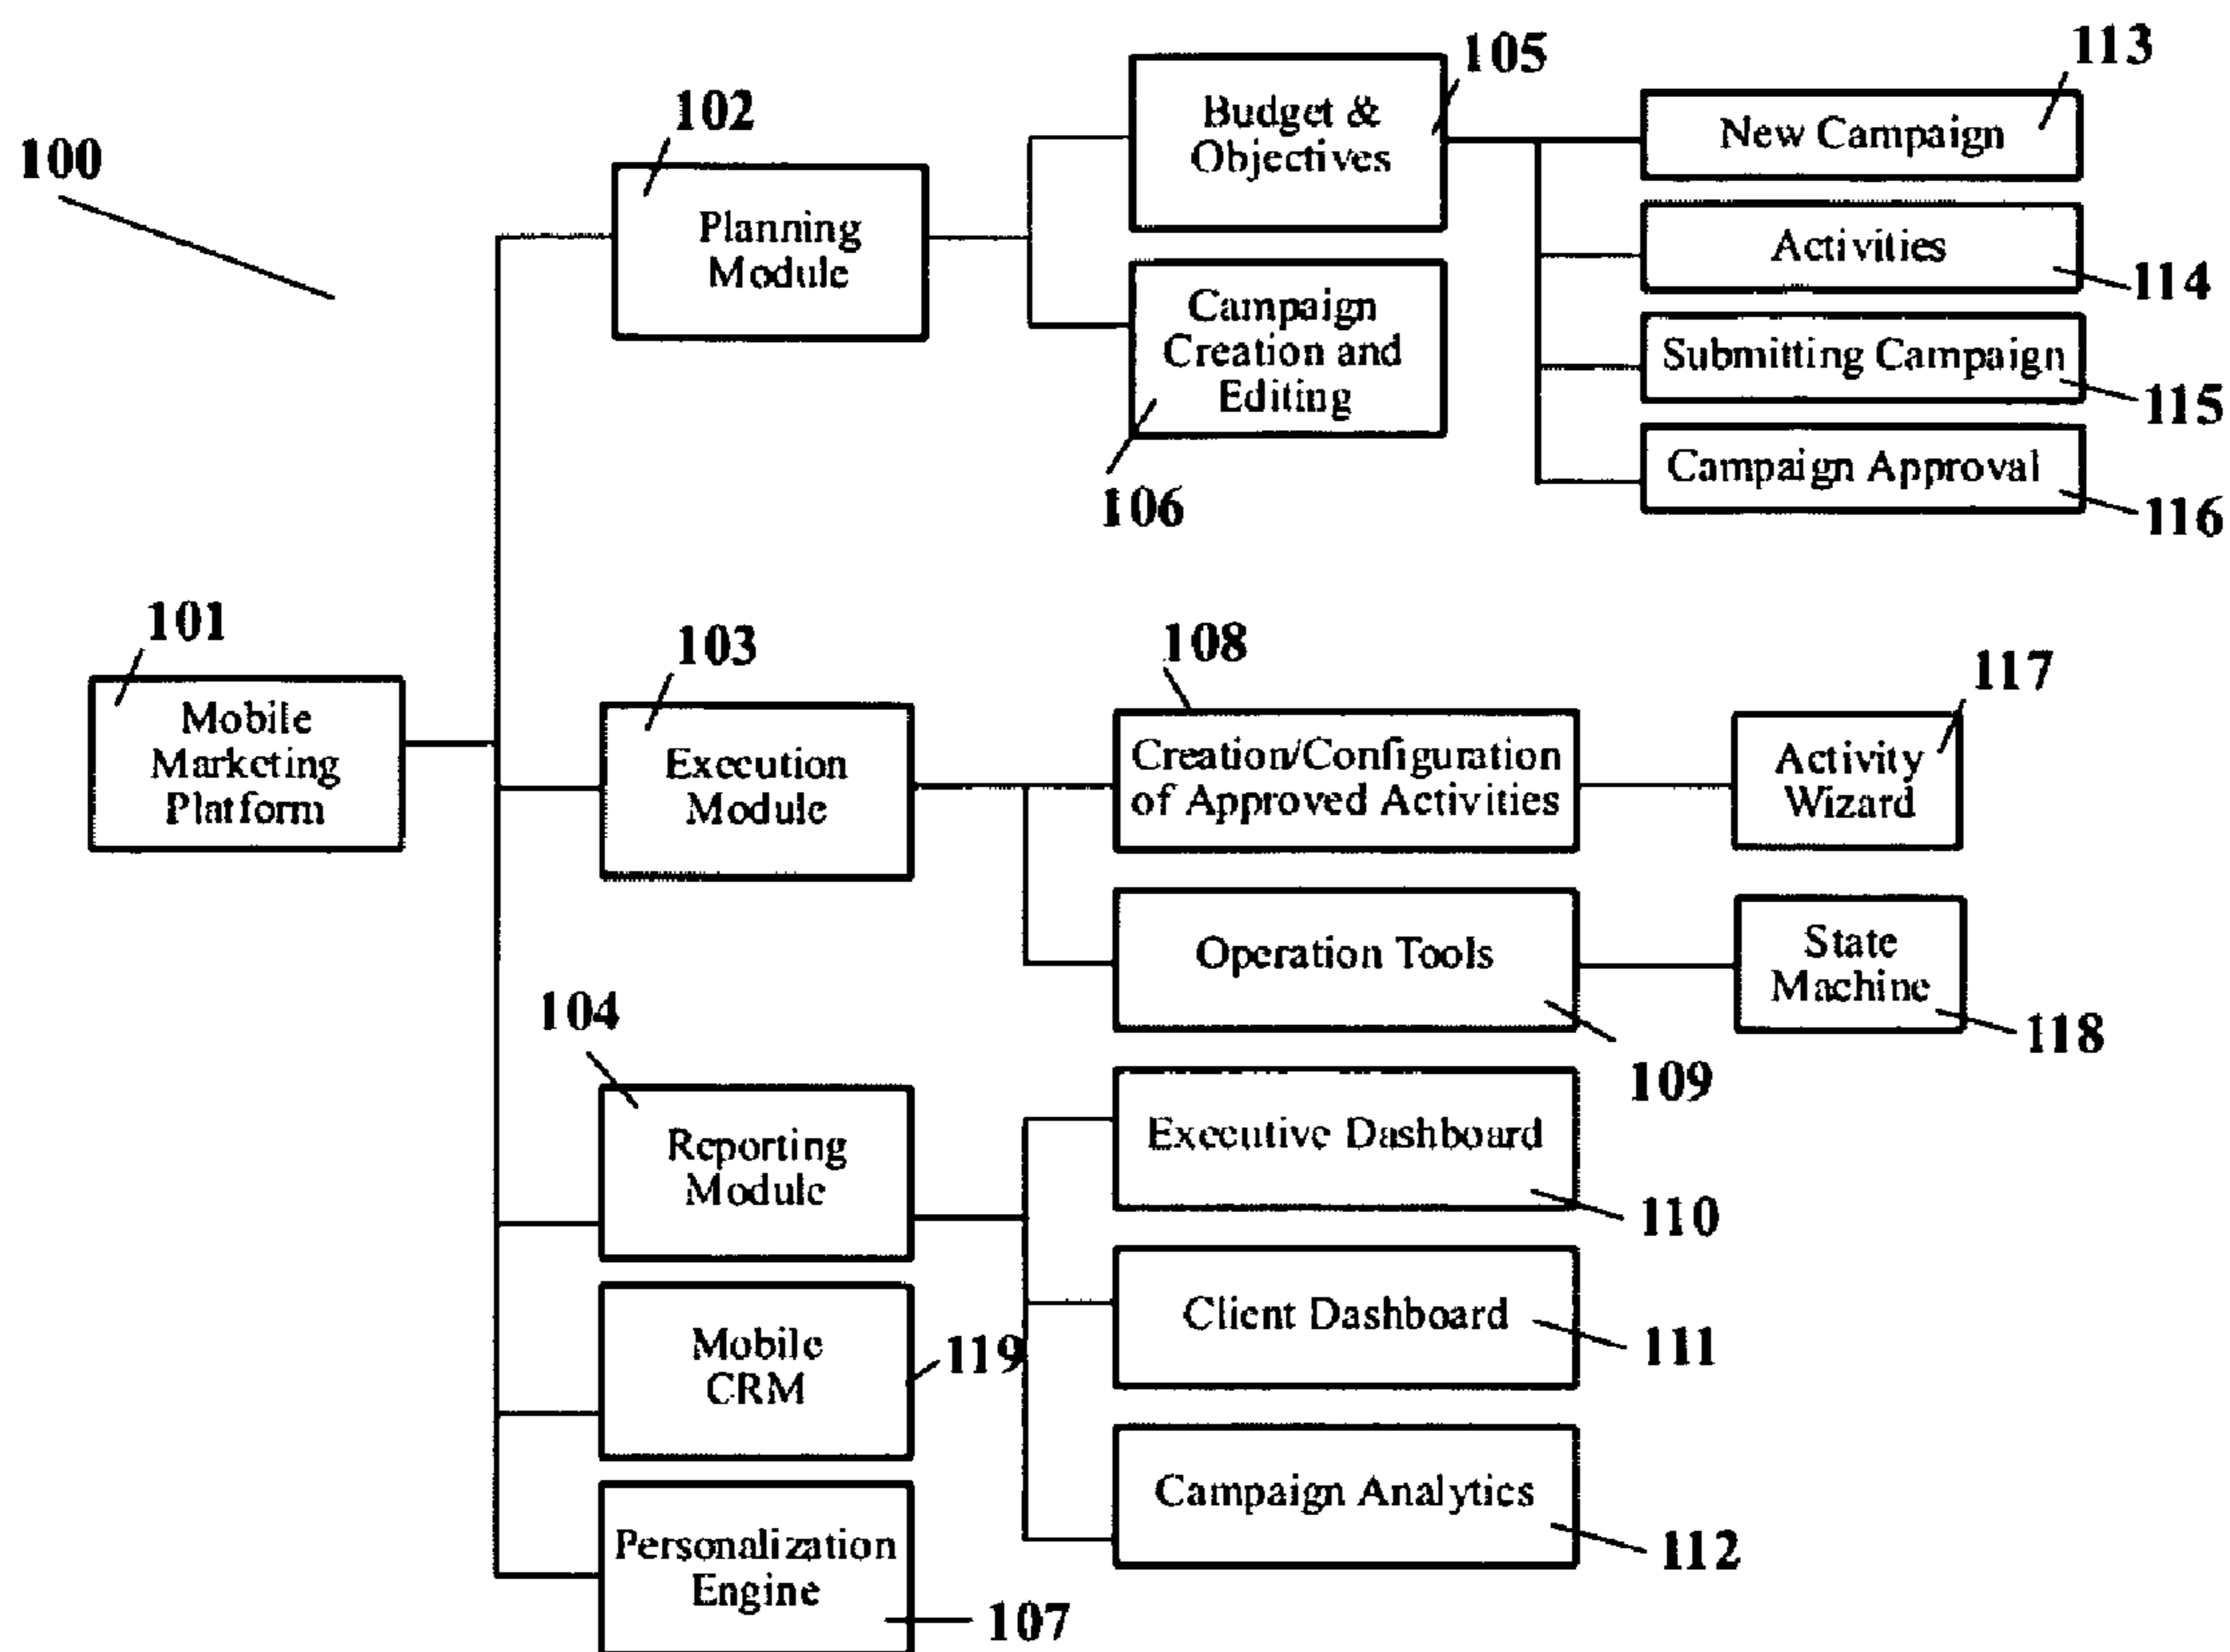 100
102
Planning
Module
105
Budget &
Objectives
Campaign
Creation and
Editing
106
113
New Campaign
Activities
114
Submitting Campaign
115
Campaign Approval
116
101
Mobile
Marketing
Platform
103
Execution
Module
108
Creation/Configuration
of Approved Activities
117
Activity
Wizard
Operation Tools
109
State
Machine
118
104
Reporting
Module
Executive Dashboard
110
Mobile
CRM
119
Client Dashboard
111
Personalization
Engine
107
Campaign Analytics
112